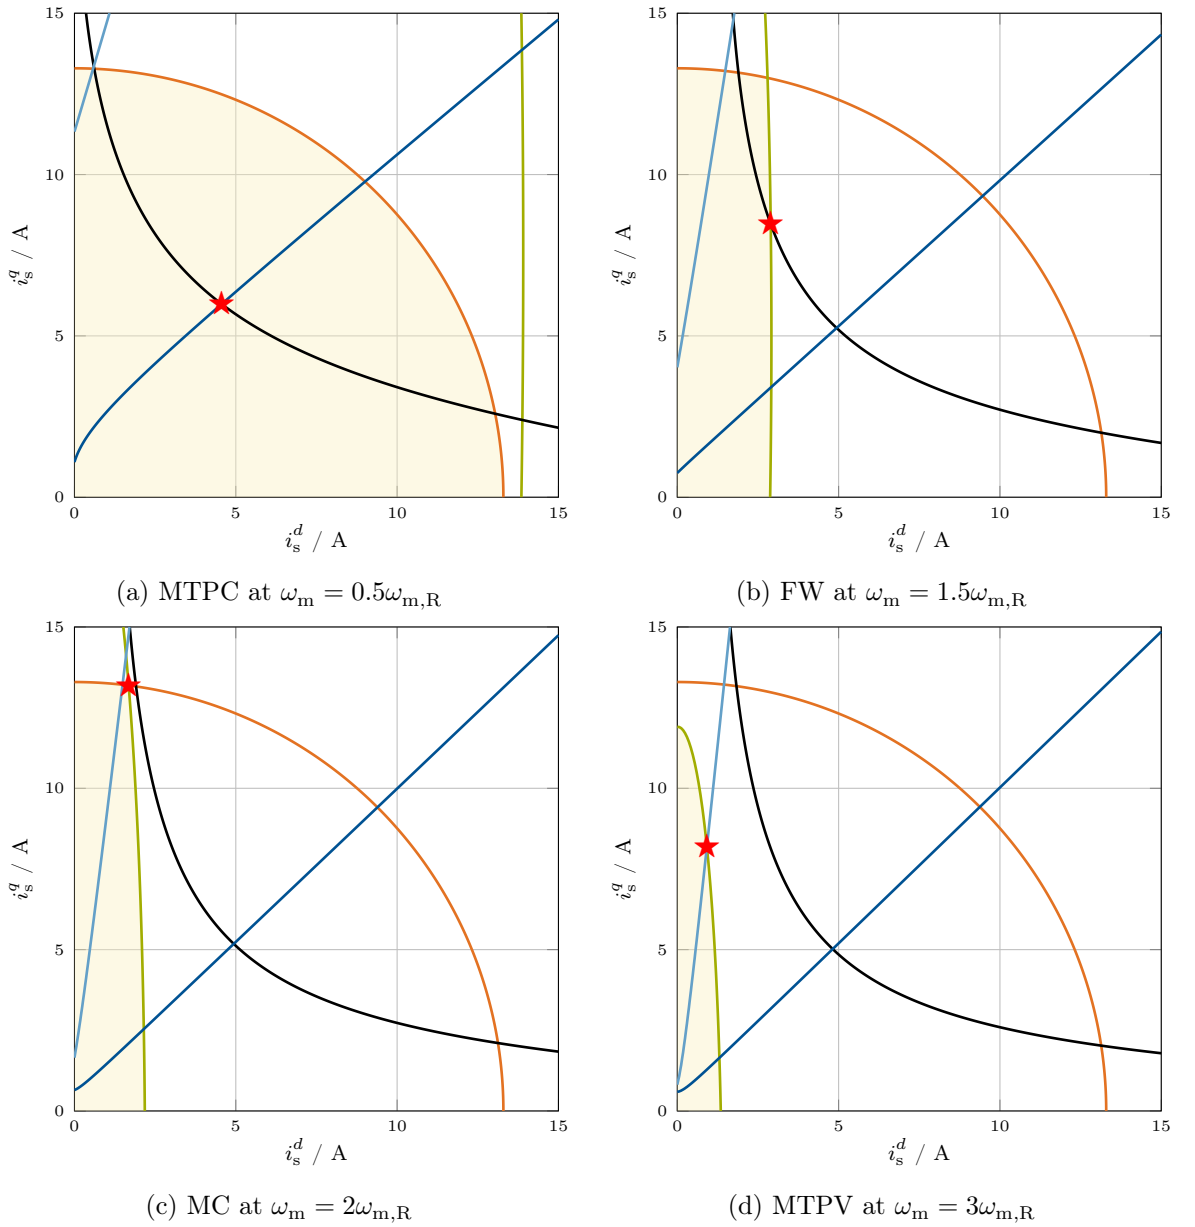 15
10
5
0
i_s^q / A
0 5 10 15
i_s^d / A
(a) MTPC at ω_m = 0.5ω_m,R
15
10
5
0
i_s^q / A
0 5 10 15
i_s^d / A
(b) FW at ω_m = 1.5ω_m,R
15
10
5
0
i_s^q / A
0 5 10 15
i_s^d / A
(c) MC at ω_m = 2ω_m,R
15
10
5
0
i_s^q / A
0 5 10 15
i_s^d / A
(d) MTPV at ω_m = 3ω_m,R